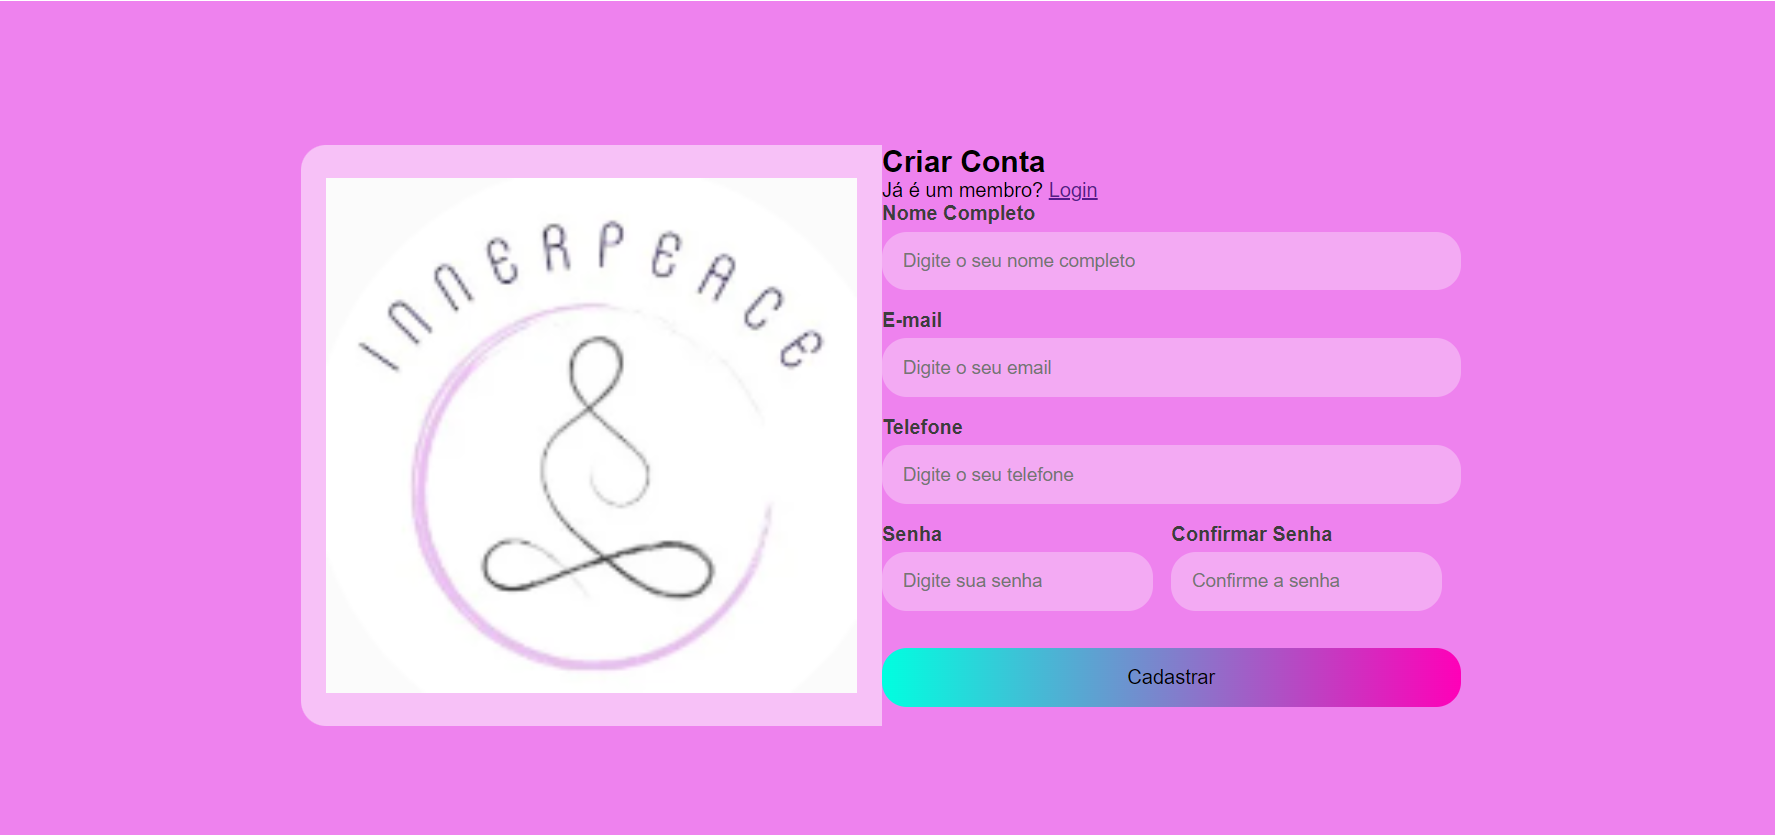 INNERPEACE
Criar Conta
Já é um membro? Login
Nome Completo
Digite o seu nome completo
E-mail
Digite o seu email
Telefone
Digite o seu telefone
Senha
Confirmar Senha
Digite sua senha
Confirme a senha
Cadastrar